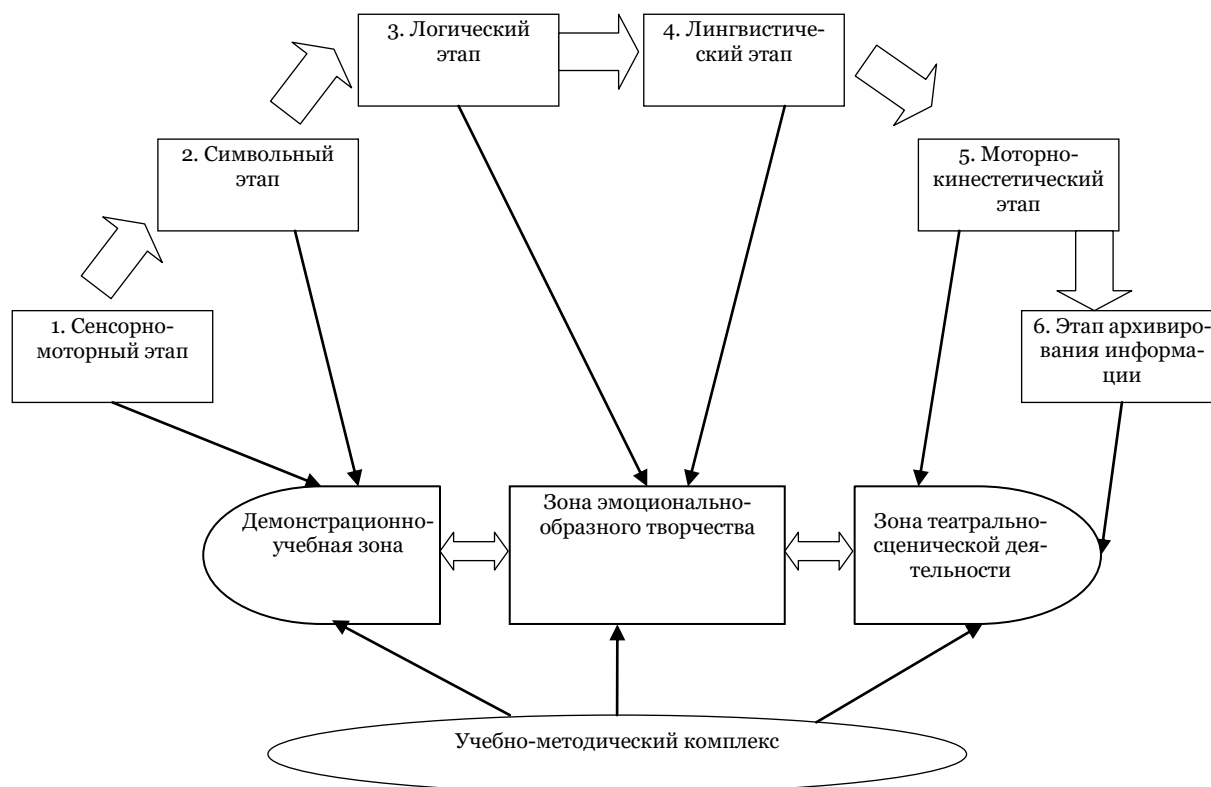 3. Логический
этап
4. Лингвистиче-
ский этап
2. Символьный
этап
5. Моторно-
кинестетический
этап
1. Сенсорно-
моторный этап
6. Этап архивиро-
вания информа-
ции
Демонстрационно-
учебная зона
Зона эмоционально-
образного творчества
Зона театрально-
сценической дея-
тельности
Учебно-методический комплекс